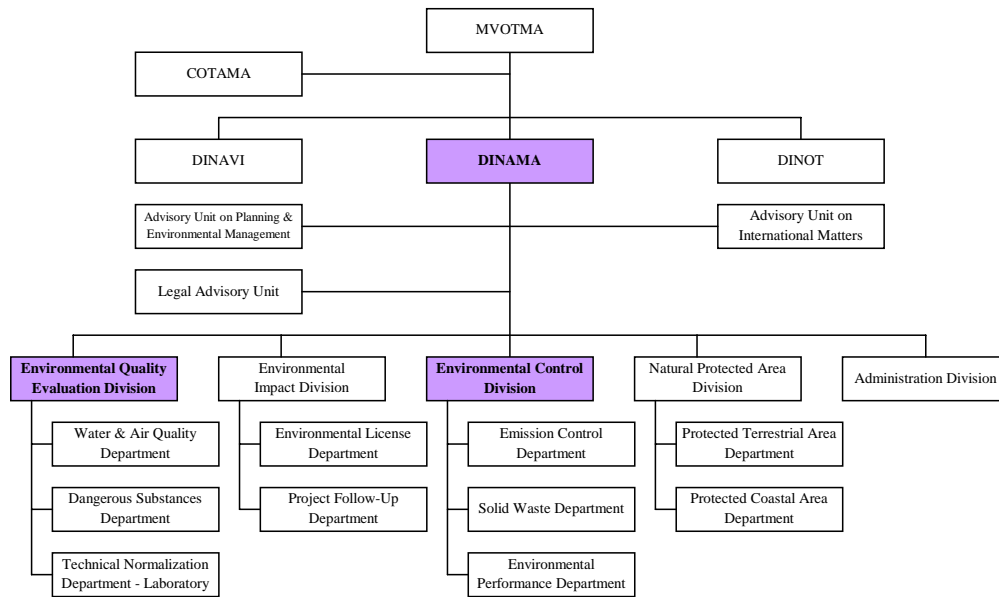 MVOTMA
COTAMA
DINAVI
DINAMA
DINOT
Advisory Unit on Planning &
Environmental Management
Advisory Unit on
International Matters
Legal Advisory Unit
Environmental Quality
Evaluation Division
Environmental
Impact Division
Environmental Control
Division
Natural Protected Area
Division
Administration Division
Water & Air Quality
Department
Environmental License
Department
Emission Control
Department
Protected Terrestrial Area
Department
Dangerous Substances
Department
Project Follow-Up
Department
Solid Waste Department
Protected Coastal Area
Department
Technical Normalization
Department - Laboratory
Environmental
Performance Department